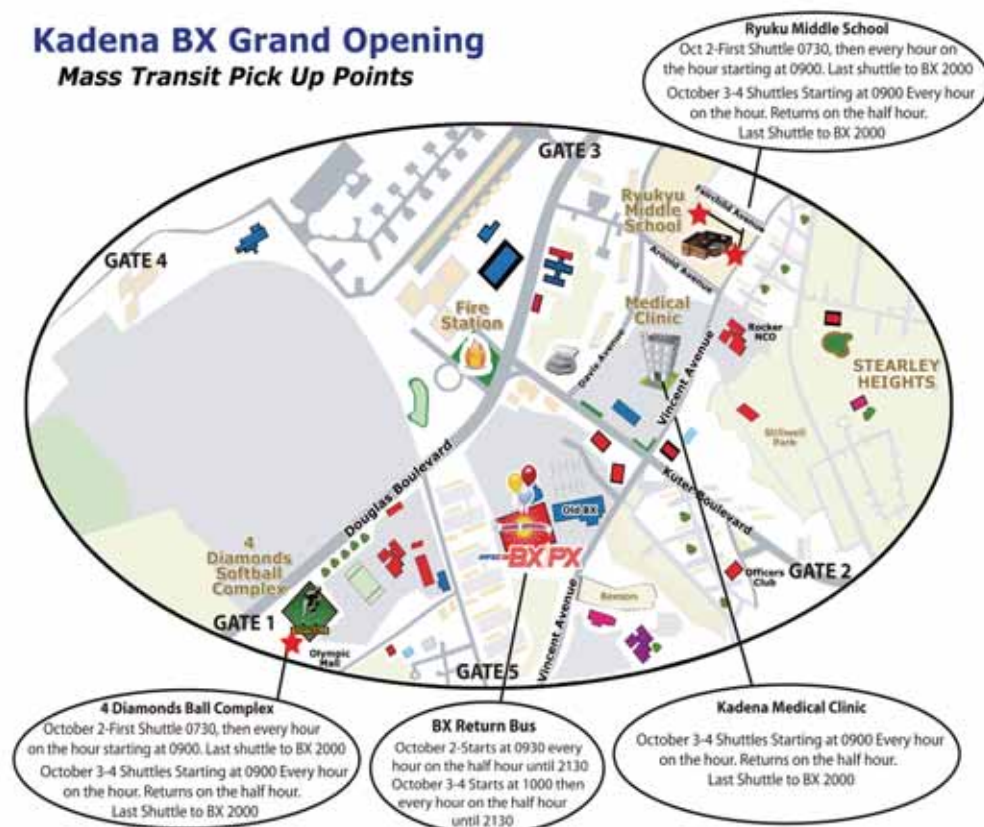 Kadena BX Grand Opening
Mass Transit Pick Up Points
Ryuku Middle School
Oct 2-First Shuttle 0730, then every hour on
the hour starting at 0900. Last shuttle to BX 2000
October 3-4 Shuttles Starting at 0900 Every hour
on the hour. Returns on the half hour.
Last Shuttle to BX 2000
GATE 3
Fairchild Avenue
Ryukyu
Middle
School
GATE 4
Arnold Avenue
Fire
Station
Medical
Clinic
Rocker
NCO
Davis Avenue
Vincent Avenue
STEARLEY
HEIGHTS
Stillwell
Park
Douglas Boulevard
Kuter Boulevard
Old BX
BX PX
4
Diamonds
Softball
Complex
Officers
Club
GATE 2
GATE 1
Olympic
Mall
Vincent Avenue
GATE 5
4 Diamonds Ball Complex
October 2-First Shuttle 0730, then every hour
on the hour starting at 0900. Last shuttle to BX 2000
October 3-4 Shuttles Starting at 0900 Every hour
on the hour. Returns on the half hour.
Last Shuttle to BX 2000
BX Return Bus
October 2-Starts at 0930 every
hour on the half hour until 2130
October 3-4 Starts at 1000 then
every hour on the half hour
until 2130
Kadena Medical Clinic
October 3-4 Shuttles Starting at 0900 Every hour
on the hour. Returns on the half hour.
Last Shuttle to BX 2000